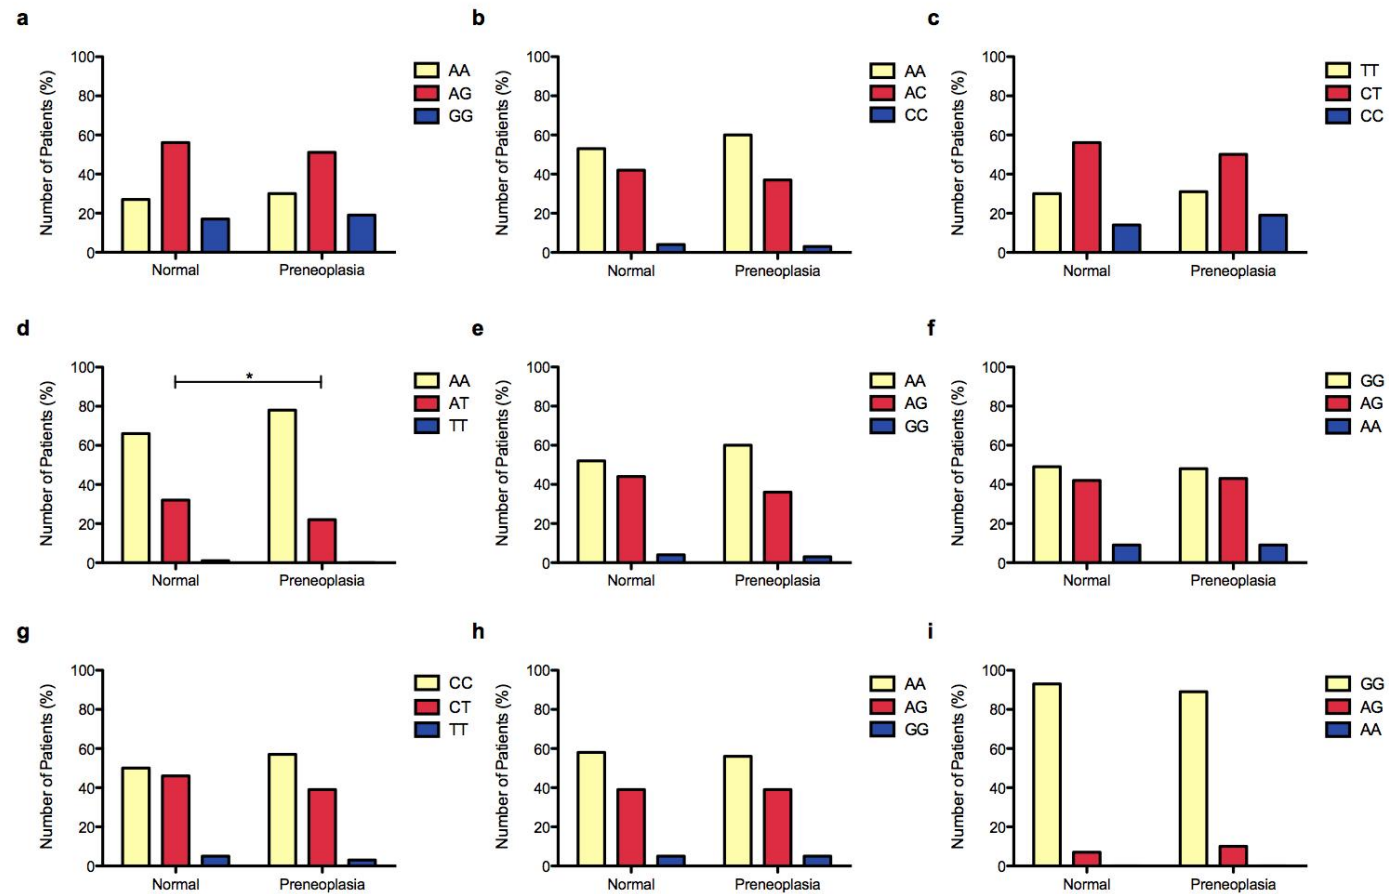 a
Number of Patients (%)
100
80
60
40
20
0
Normal
Preneoplasia
AA
AG
GG
b
Number of Patients (%)
100
80
60
40
20
0
Normal
Preneoplasia
AA
AC
CC
c
Number of Patients (%)
100
80
60
40
20
0
Normal
Preneoplasia
TT
CT
CC
d
Number of Patients (%)
100
80
60
40
20
0
*
Normal
Preneoplasia
AA
AT
TT
e
Number of Patients (%)
100
80
60
40
20
0
Normal
Preneoplasia
AA
AG
GG
f
Number of Patients (%)
100
80
60
40
20
0
Normal
Preneoplasia
GG
AG
AA
g
Number of Patients (%)
100
80
60
40
20
0
Normal
Preneoplasia
CC
CT
TT
h
Number of Patients (%)
100
80
60
40
20
0
Normal
Preneoplasia
AA
AG
GG
i
Number of Patients (%)
100
80
60
40
20
0
Normal
Preneoplasia
GG
AG
AA